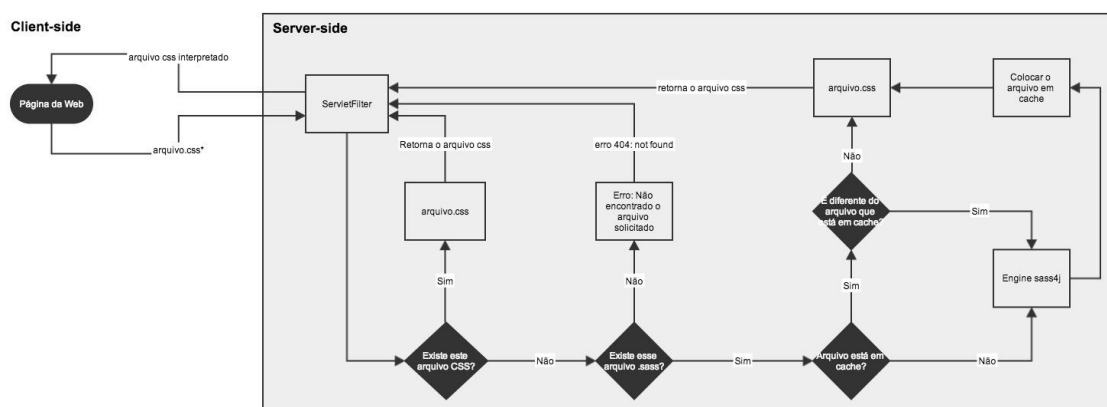 Client-side
Server-side
arquivo css interpretado
Página da Web
arquivo.css*
ServletFilter
retorna o arquivo css
arquivo.css
Colocar o
arquivo em
cache
Retorna o arquivo css
erro 404: not found
Não
arquivo.css
Erro: Não
encontrado o
arquivo
solicitado
É diferente do
arquivo que
está em cache?
Sim
Engine sass4j
Sim
Não
Sim
Existe este
arquivo CSS?
Não
Existe esse
arquivo .sass?
Sim
Arquivo está em
cache?
Não